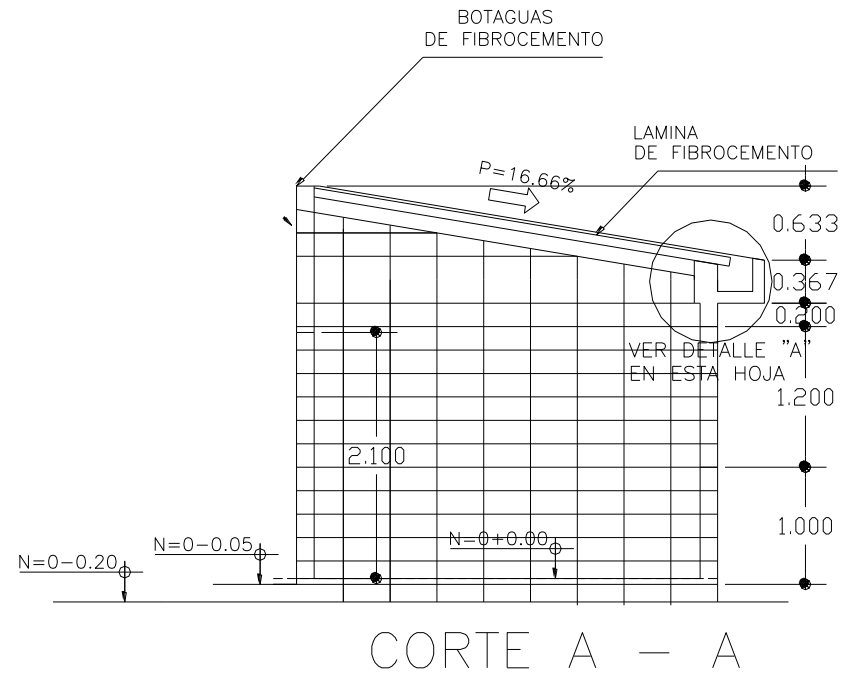 BOTAGUAS
DE FIBROCEMENTO
LAMINA
DE FIBROCEMENTO
P=16.66%
0.633
0.367
0.200
VER DETALLE "A"
EN ESTA HOJA
1.200
2.100
1.000
N=0+0.00
N=0-0.05
N=0-0.20
CORTE A - A